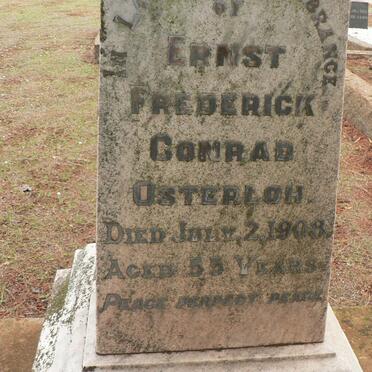 OF
ERNST
FREDERICK
CONRAD
OSTERLOH.
DIED JULY 2, 1908.
AGED 55 YEARS.
PEACE PERFECT PEACE.